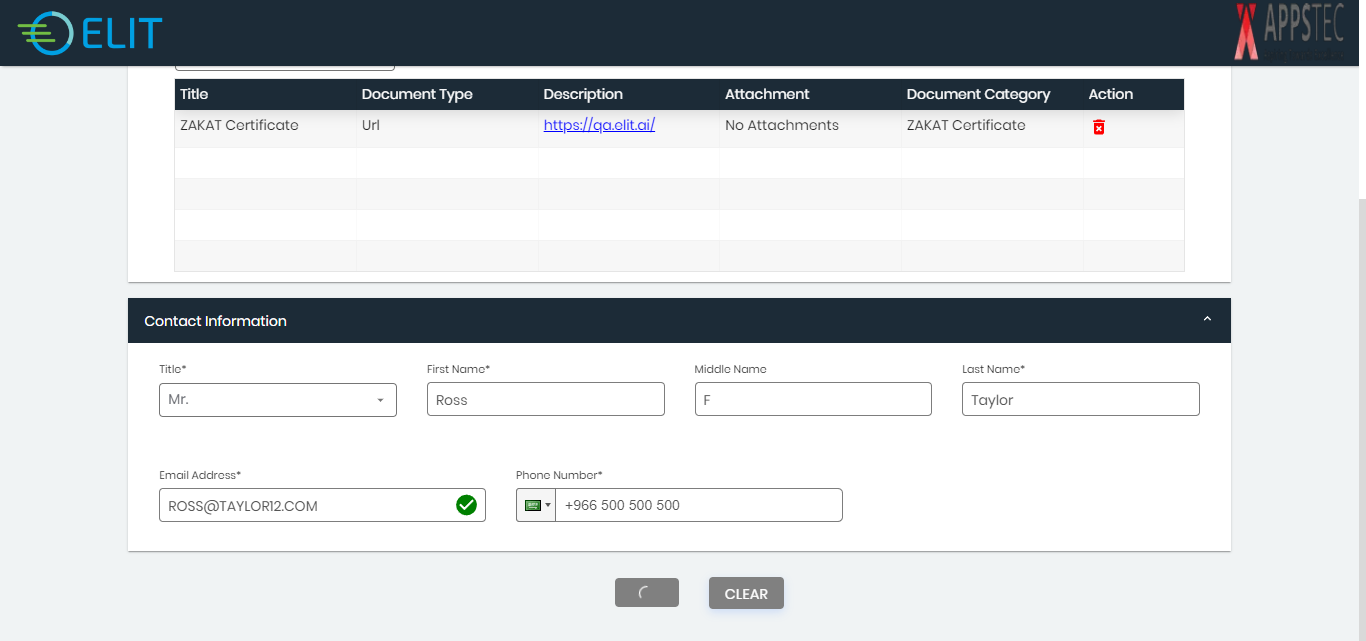 ELIT
APPSTEC
Title Document Type Description Attachment Document Category Action
ZAKAT Certificate Url https://qa.elit.ai/ No Attachments ZAKAT Certificate
Contact Information
Title* First Name* Middle Name Last Name*
Mr. Ross F Taylor
Email Address* Phone Number*
ROSS@TAYLOR12.COM +966 500 500 500
CLEAR